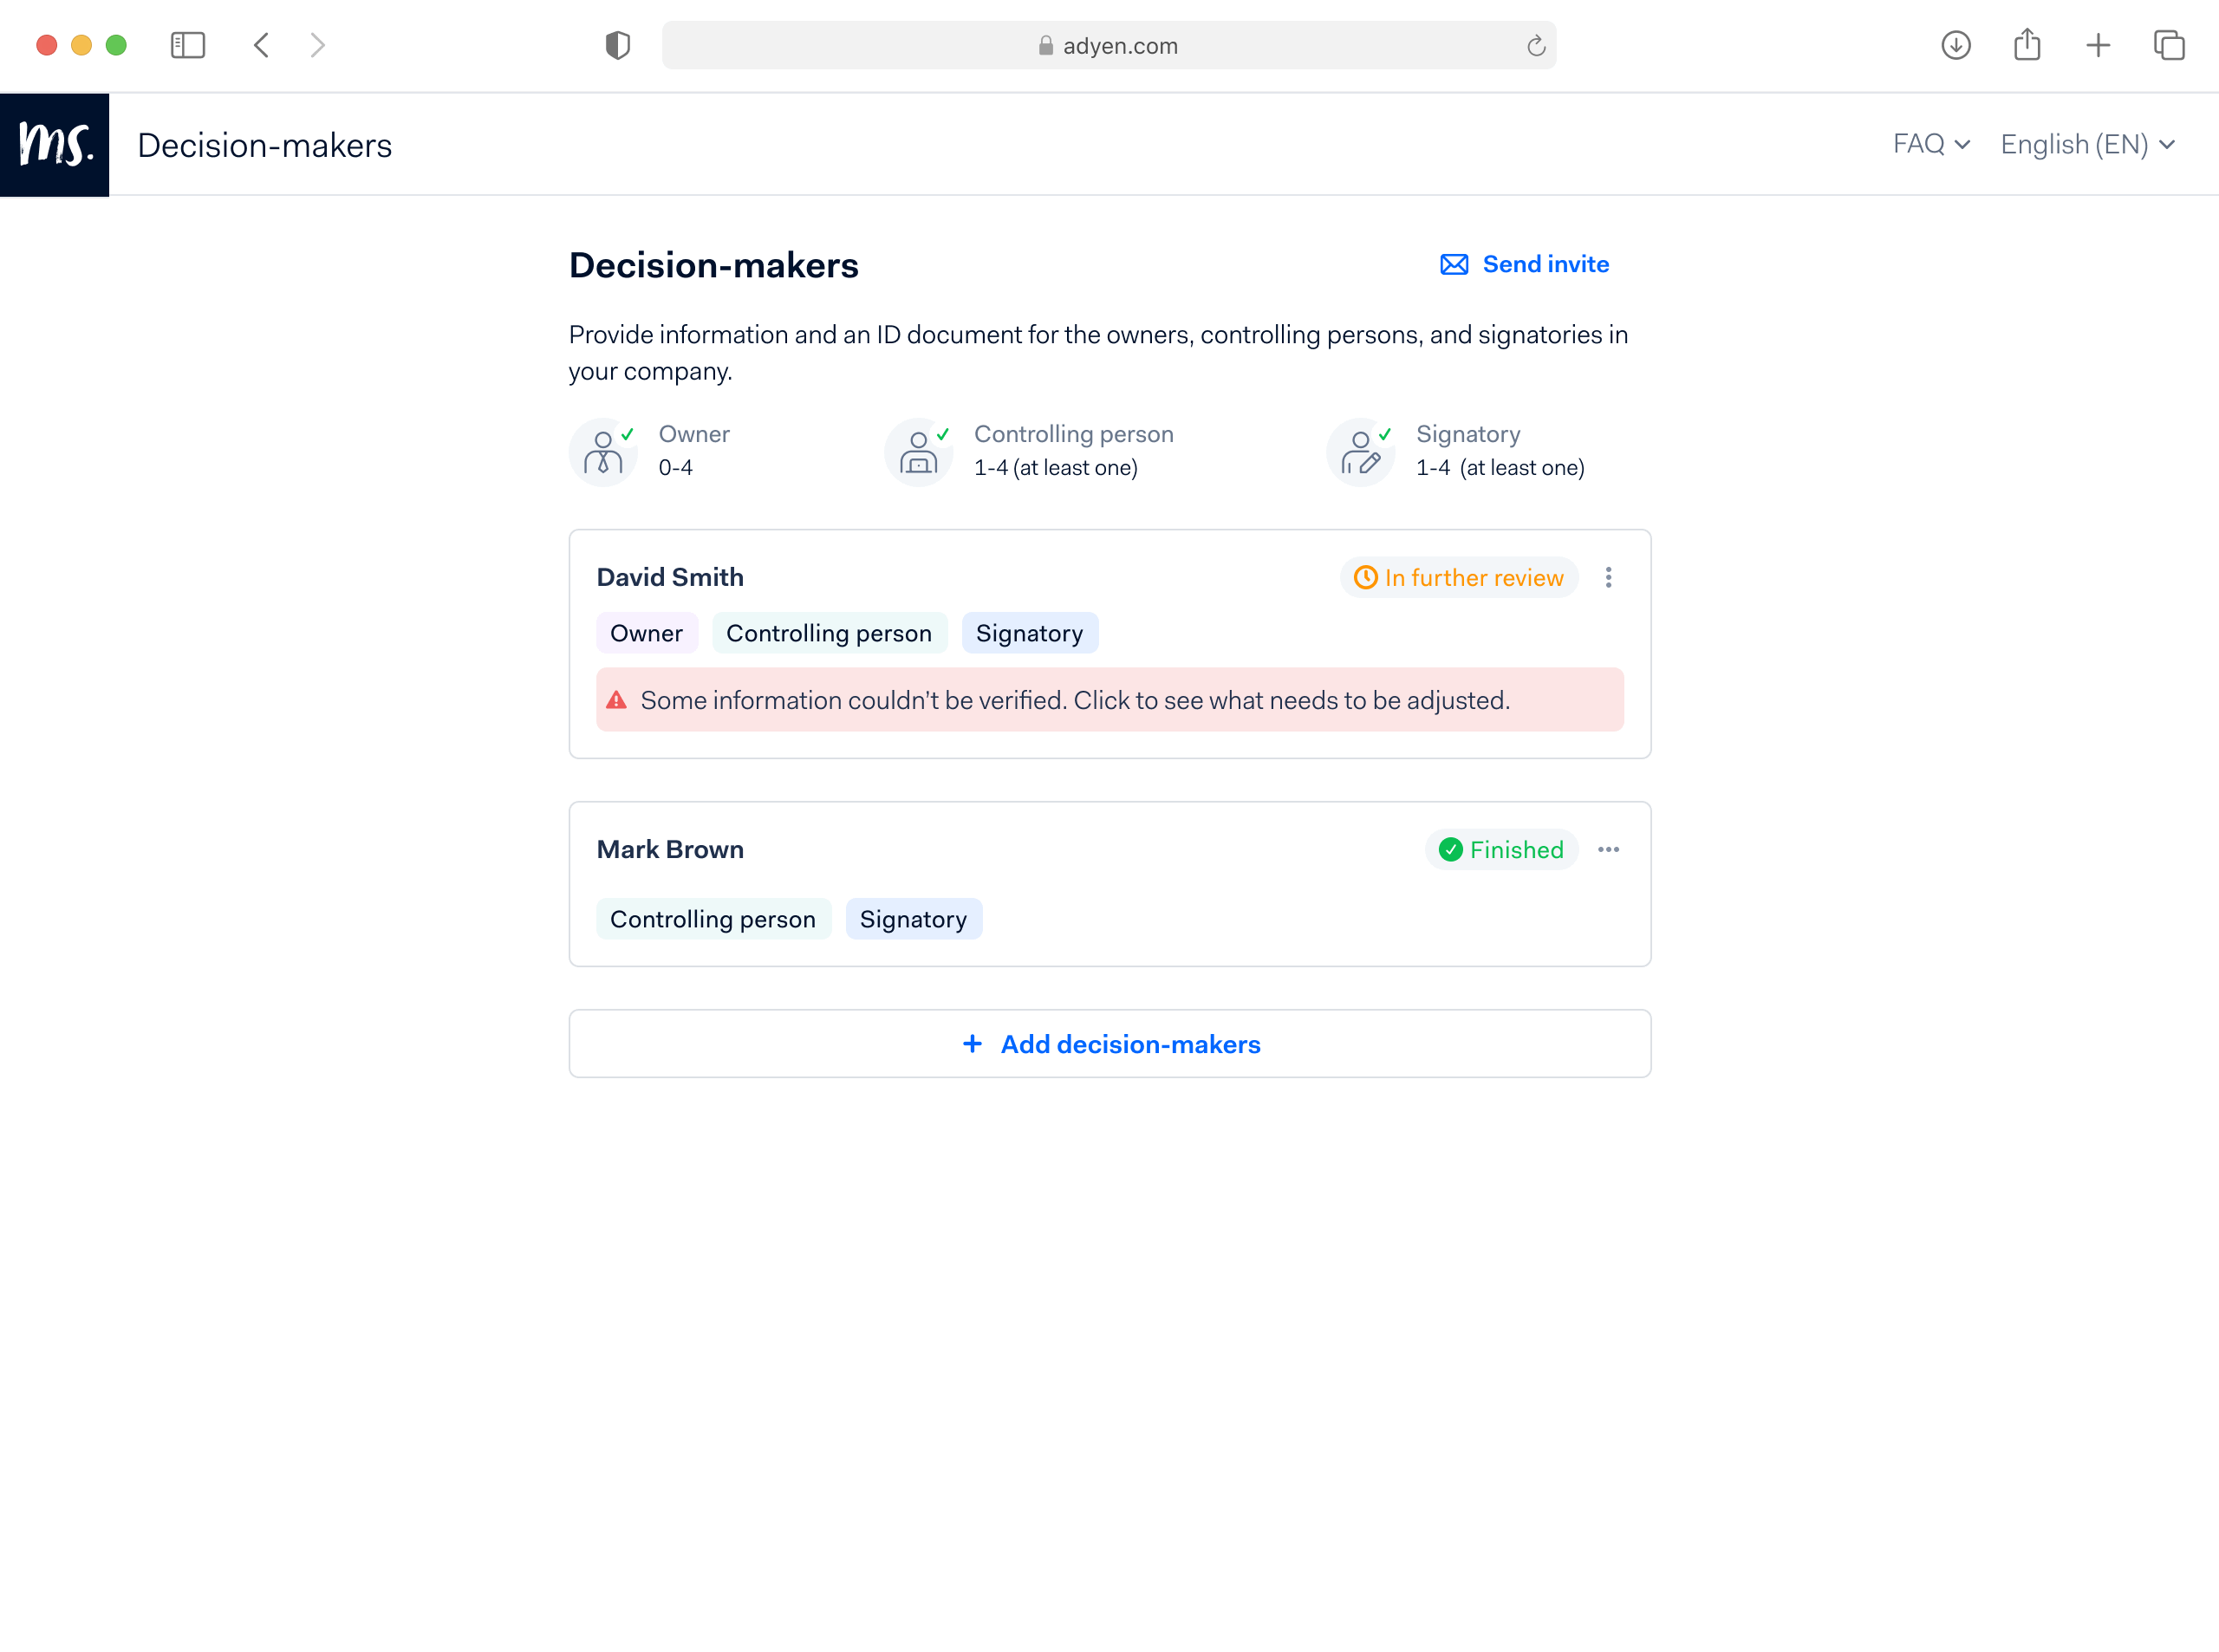 adyen.com
ms.
Decision-makers
FAQ
English (EN)
Decision-makers
Send invite
Provide information and an ID document for the owners, controlling persons, and signatories in
your company.
Owner
0-4
Controlling person
1-4 (at least one)
Signatory
1-4 (at least one)
David Smith
In further review
Owner
Controlling person
Signatory
Some information couldn't be verified. Click to see what needs to be adjusted.
Mark Brown
Finished
Controlling person
Signatory
+ Add decision-makers